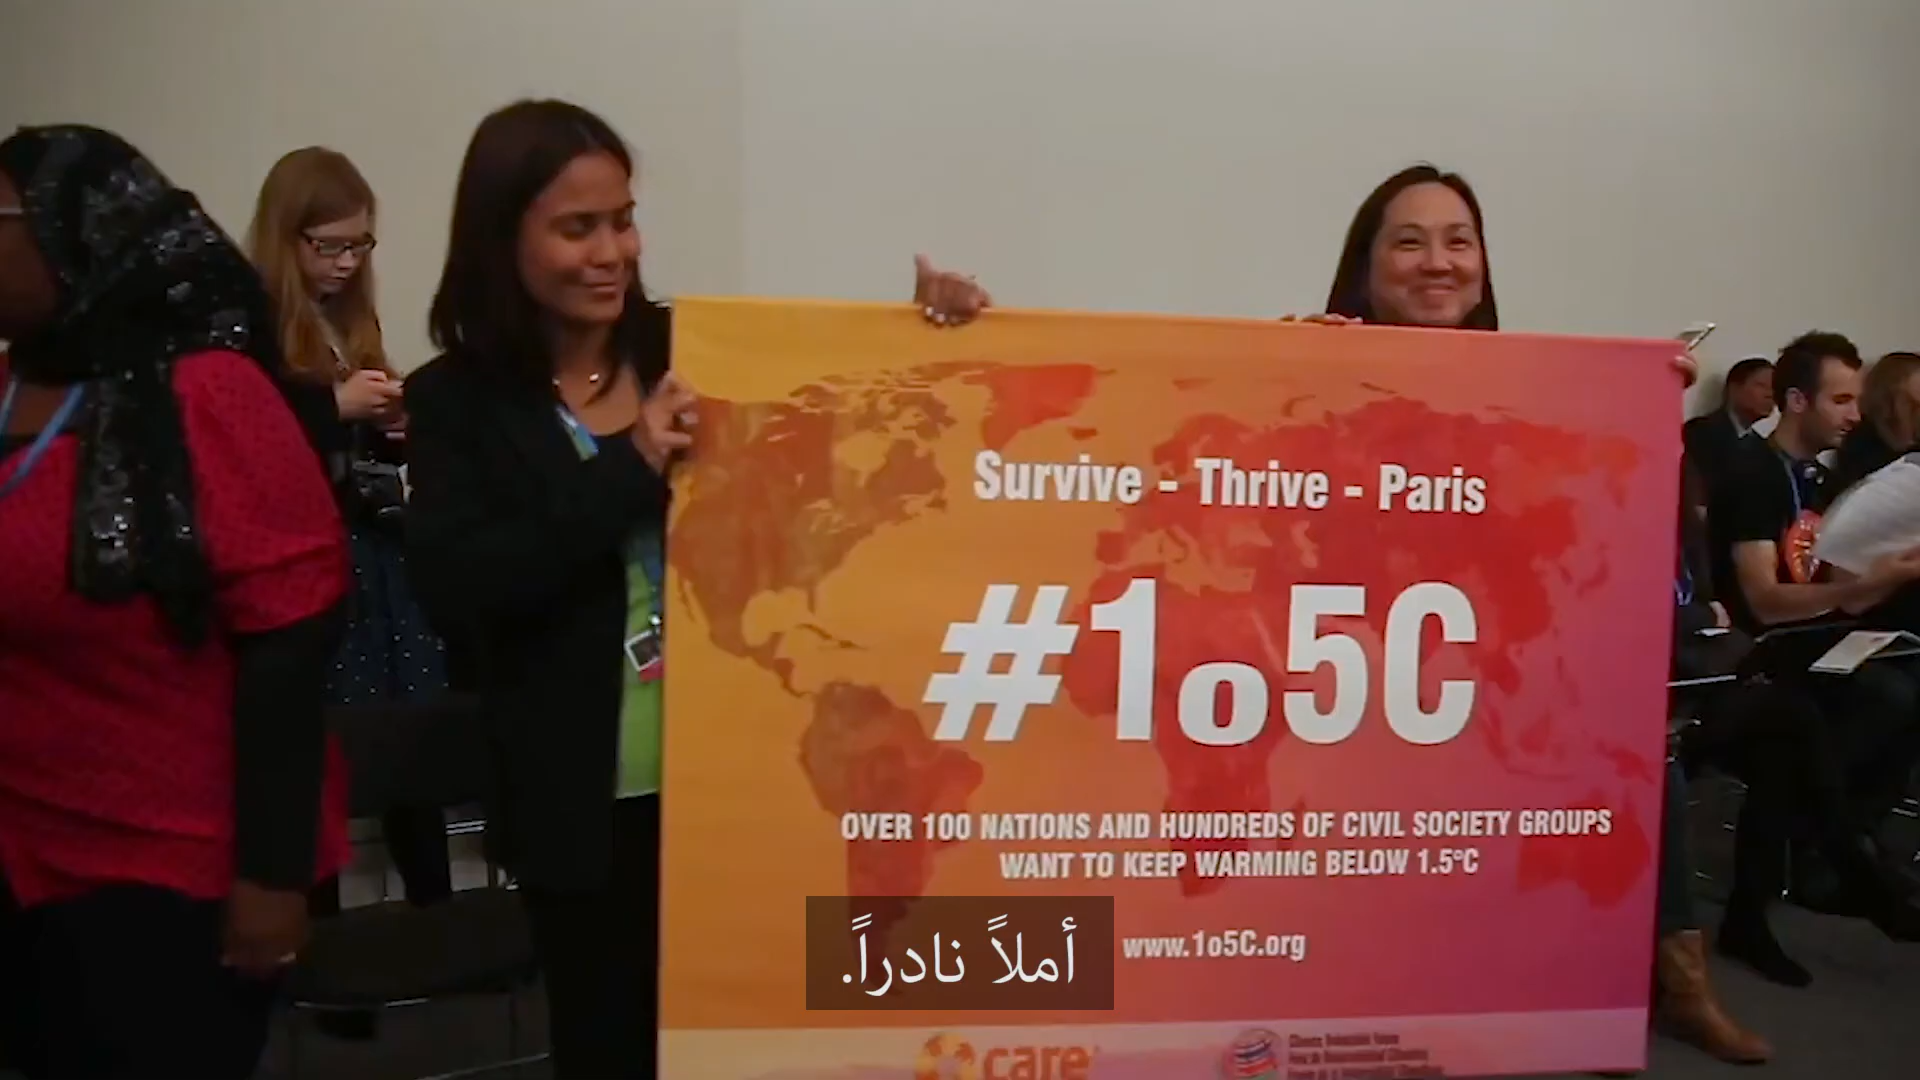 Survive - Thrive - Paris
#1o5C
OVER 100 NATIONS AND HUNDREDS OF CIVIL SOCIETY GROUPS
WANT TO KEEP WARMING BELOW 1.5°C
www.1o5C.org
أملاً نادراً.
care